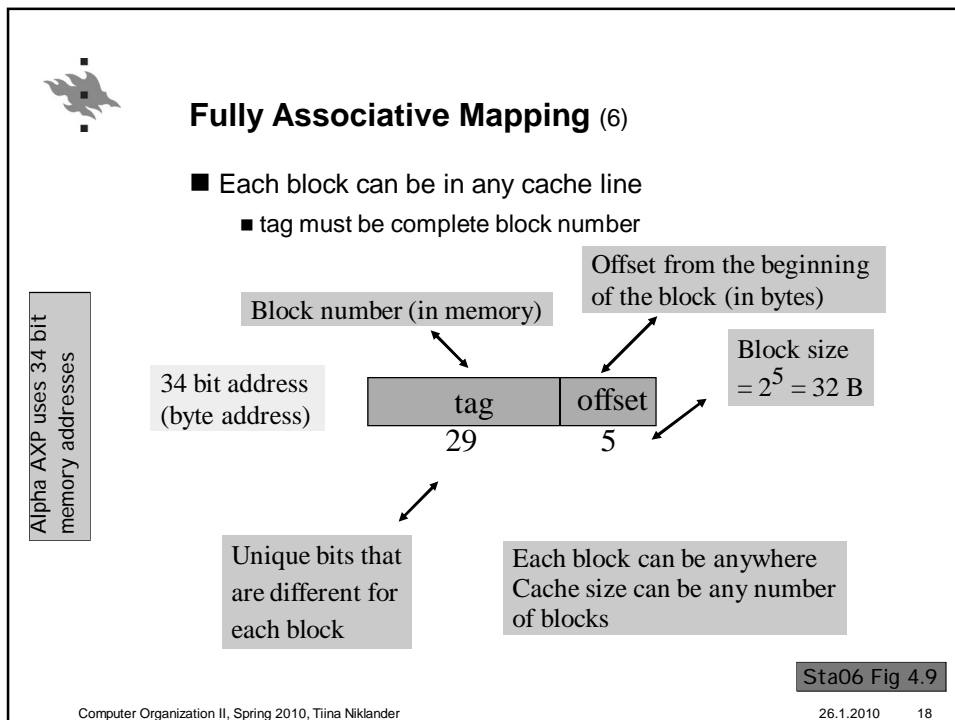 Fully Associative Mapping (6)
■ Each block can be in any cache line
■ tag must be complete block number
Offset from the beginning
of the block (in bytes)
Block number (in memory)
Block size
= 2^5 = 32 B
Alpha AXP uses 34 bit
memory addresses
34 bit address
(byte address)
tag
offset
29
5
Unique bits that
are different for
each block
Each block can be anywhere
Cache size can be any number
of blocks
Sta06 Fig 4.9
Computer Organization II, Spring 2010, Tiina Niklander
26.1.2010
18